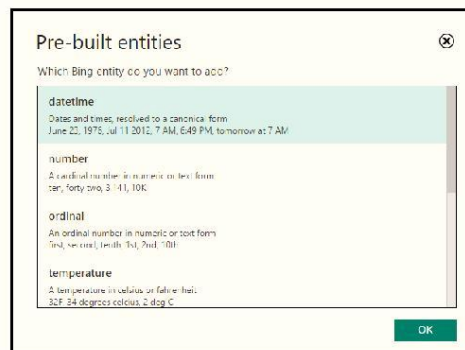 Pre-built entities
Which Bing entity do you want to add?
datetime
Dates and times, resolved to a canonical form
June 23, 1976, Jul 11 2012, 7 AM, 6:49 PM, tomorrow at 7 AM
number
A cardinal number in numeric or text form
ten, forty two, 3.141, 10K
ordinal
An ordinal number in numeric or text form
first, second, tenth, 1st, 2nd, 10th
temperature
A temperature in celsius or fahrenheit
32F, 34 degrees celcius, 2 deg C
OK